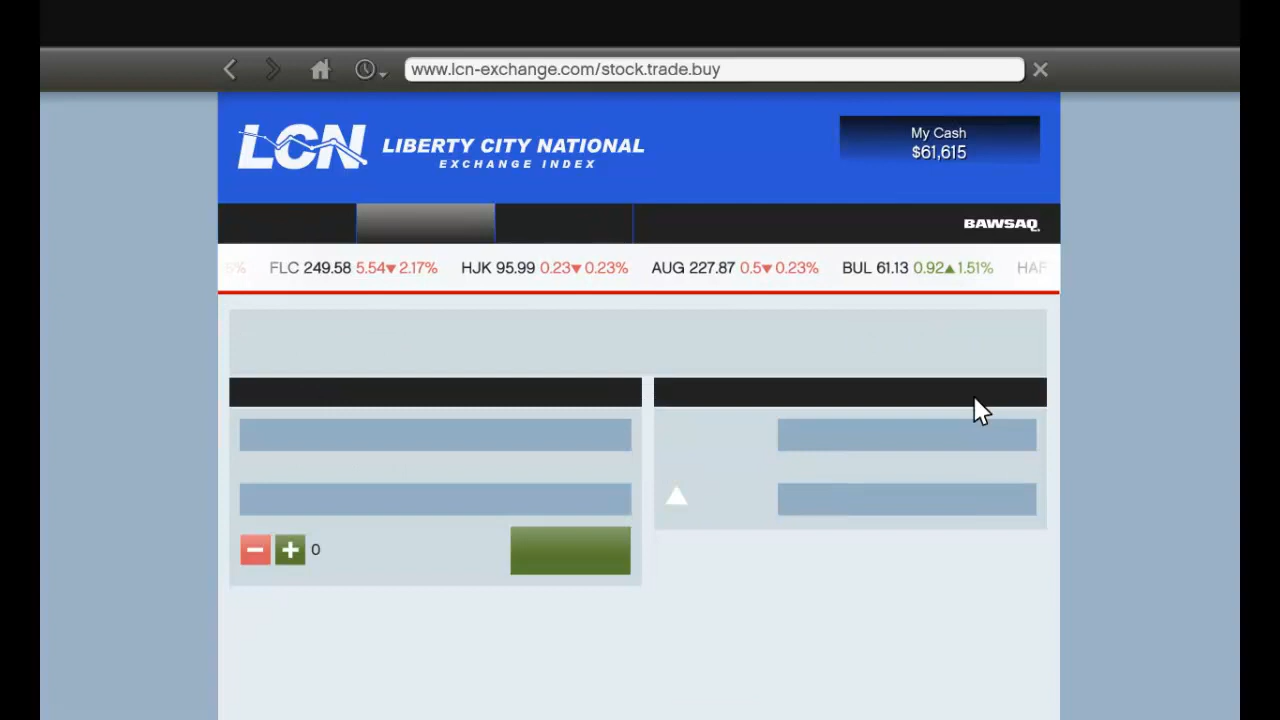 www.lcn-exchange.com/stock.trade.buy
LCN LIBERTY CITY NATIONAL
EXCHANGE INDEX
My Cash
$61,615
BAWSAQ
5% FLC 249.58 5.54▼2.17% HJK 95.99 0.23▼0.23% AUG 227.87 0.5▼0.23% BUL 61.13 0.92▲1.51% HAF
0